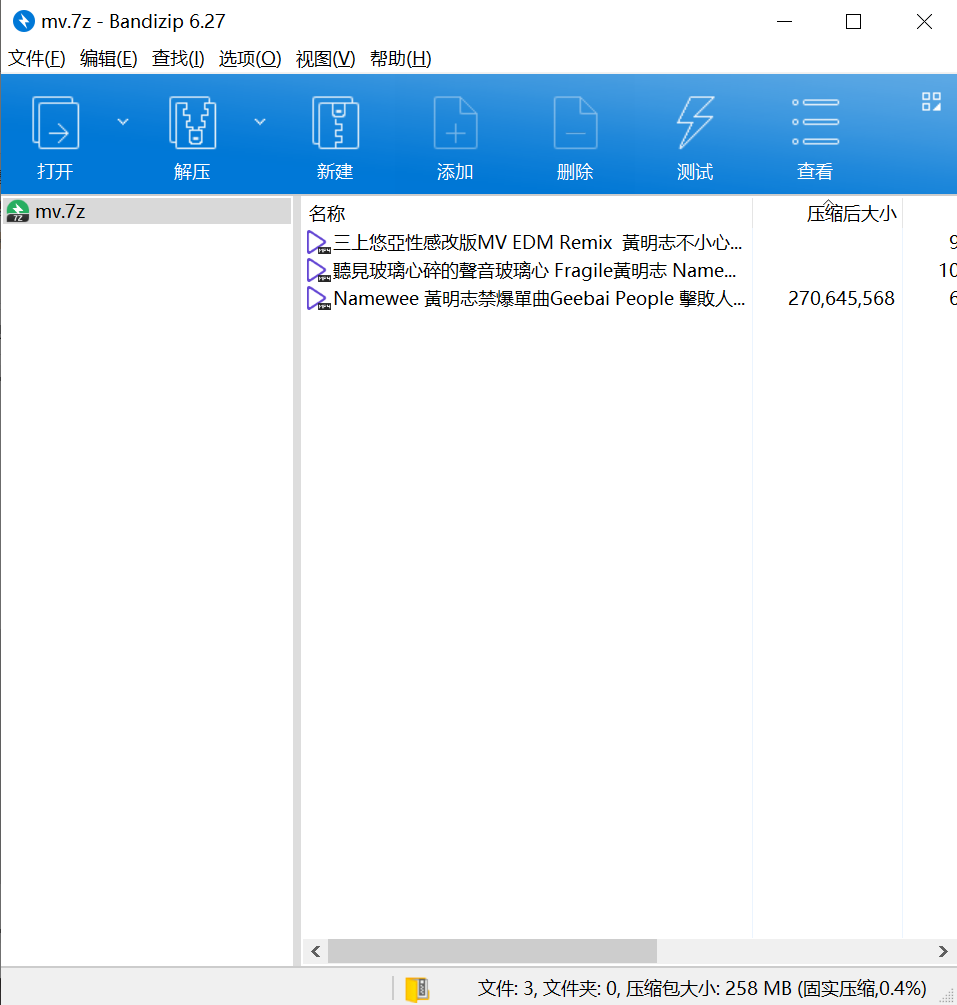 mv.7z - Bandizip 6.27
文件(F) 编辑(E) 查找(I) 选项(O) 视图(V) 帮助(H)
打开 解压 新建 添加 删除 测试 查看
mv.7z
名称 压缩后大小
三上悠亞性感改版MV EDM Remix 黃明志不小心... 9
聽見玻璃心碎的聲音玻璃心 Fragile黃明志 Name... 10
Namewee 黃明志禁爆單曲Geebai People 擊敗人... 270,645,568 6
文件: 3, 文件夹: 0, 压缩包大小: 258 MB (固实压缩,0.4%)